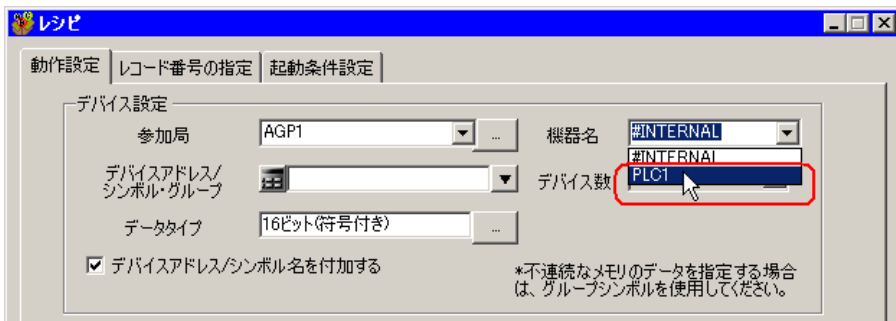 レシピ
動作設定 レコード番号の指定 起動条件設定
デバイス設定
参加局 AGP1 ... 機器名 #INTERNAL
#INTERNAL
PLC1
デバイスアドレス/
シンボル・グループ
デバイス数
データタイプ 16ビット(符号付き) ...
デバイスアドレス/シンボル名を付加する
*不連続なメモリのデータを指定する場合
は、グループシンボルを使用してください。